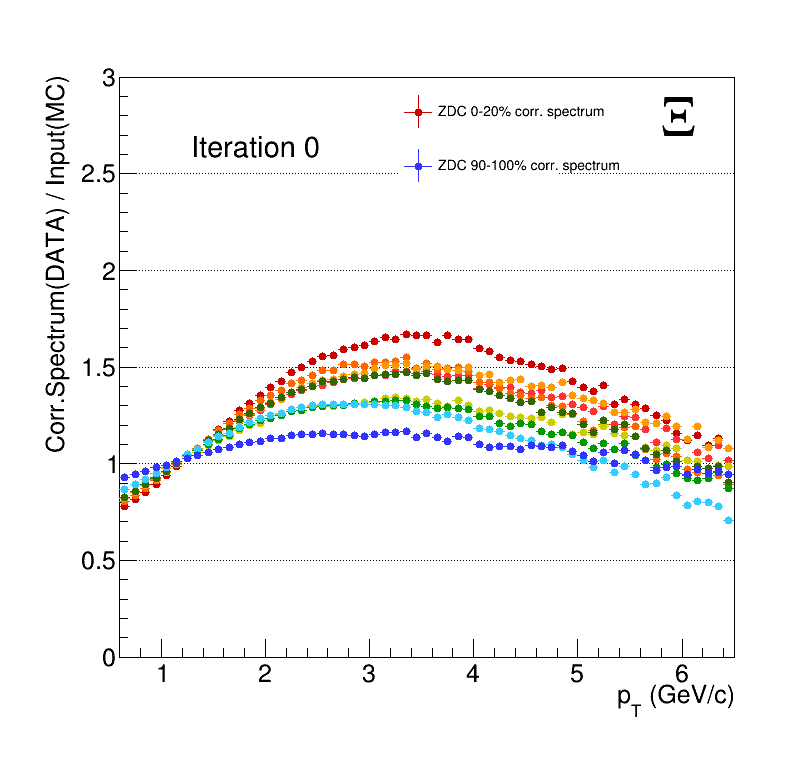 Corr.Spectrum(DATA) / Input(MC)
3
2.5
2
1.5
1
0.5
0
ZDC 0-20% corr. spectrum
Ξ
Iteration 0
ZDC 90-100% corr. spectrum
1 2 3 4 5 6
p_T (GeV/c)